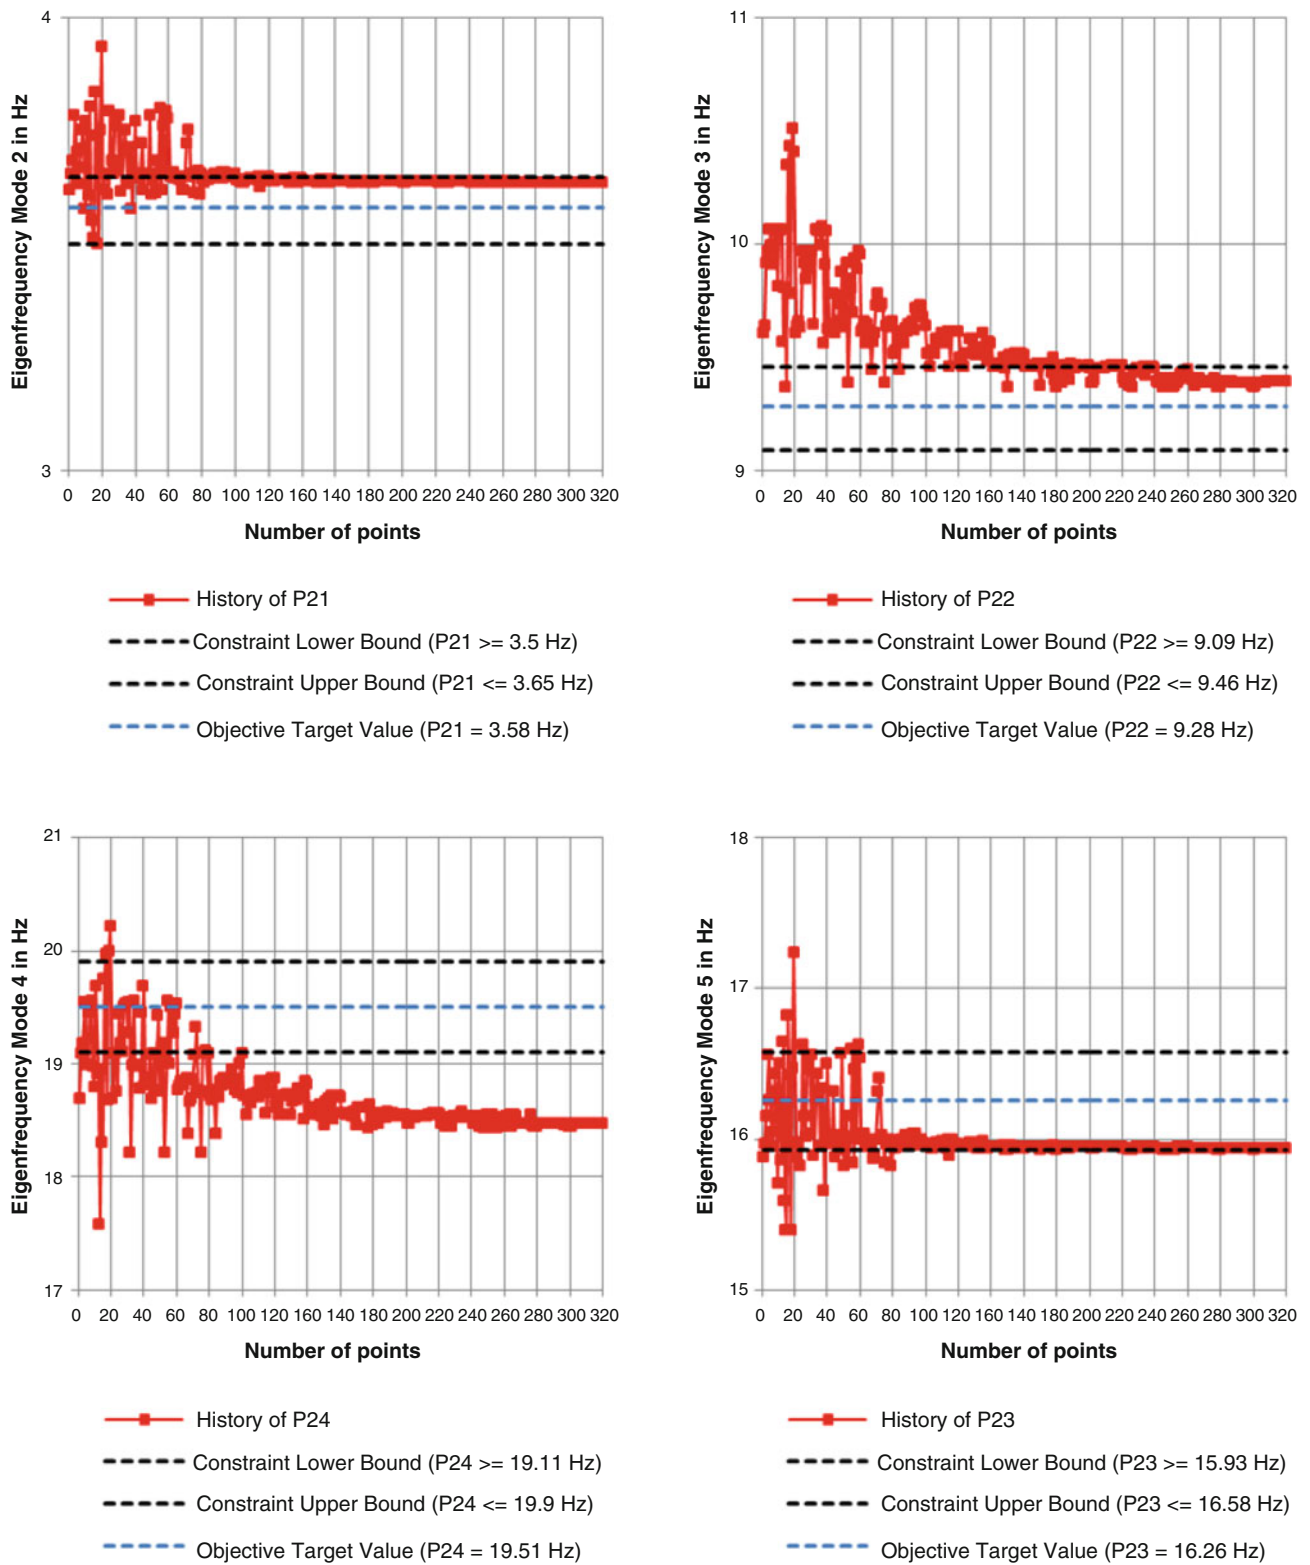 4
3
Eigenfrequency Mode 2 in Hz
0 20 40 60 80 100 120 140 160 180 200 220 240 260 280 300 320
Number of points
History of P21
Constraint Lower Bound (P21 >= 3.5 Hz)
Constraint Upper Bound (P21 <= 3.65 Hz)
Objective Target Value (P21 = 3.58 Hz)
11
10
9
Eigenfrequency Mode 3 in Hz
0 20 40 60 80 100 120 160 140 180 200 220 240 260 280 300 320
Number of points
History of P22
Constraint Lower Bound (P22 >= 9.09 Hz)
Constraint Upper Bound (P22 <= 9.46 Hz)
Objective Target Value (P22 = 9.28 Hz)
21
20
19
18
17
Eigenfrequency Mode 4 in Hz
0 20 40 60 80 100 120 140 160 180 200 220 240 260 280 300 320
Number of points
History of P24
Constraint Lower Bound (P24 >= 19.11 Hz)
Constraint Upper Bound (P24 <= 19.9 Hz)
Objective Target Value (P24 = 19.51 Hz)
18
17
16
15
Eigenfrequency Mode 5 in Hz
0 20 40 60 80 100 120 140 160 180 200 220 240 260 280 300 320
Number of points
History of P23
Constraint Lower Bound (P23 >= 15.93 Hz)
Constraint Upper Bound (P23 <= 16.58 Hz)
Objective Target Value (P23 = 16.26 Hz)